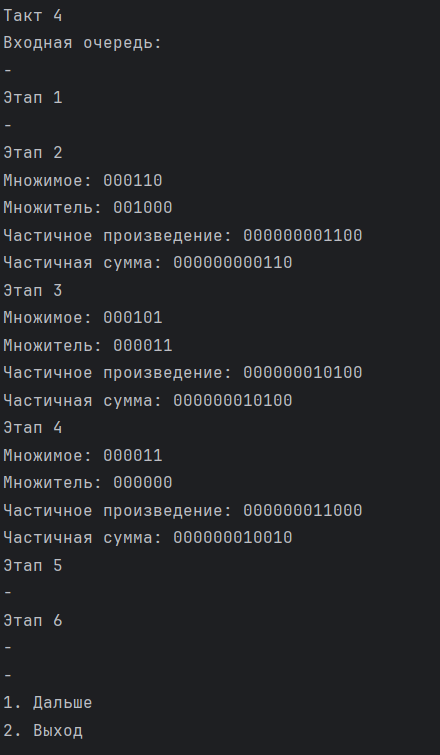 Такт 4
Входная очередь:
-
Этап 1
-
Этап 2
Множимое: 000110
Множитель: 001000
Частичное произведение: 000000001100
Частичная сумма: 000000000110
Этап 3
Множимое: 000101
Множитель: 000011
Частичное произведение: 000000010100
Частичная сумма: 000000010100
Этап 4
Множимое: 000011
Множитель: 000000
Частичное произведение: 000000011000
Частичная сумма: 000000010010
Этап 5
-
Этап 6
-
-
1. Дальше
2. Выход